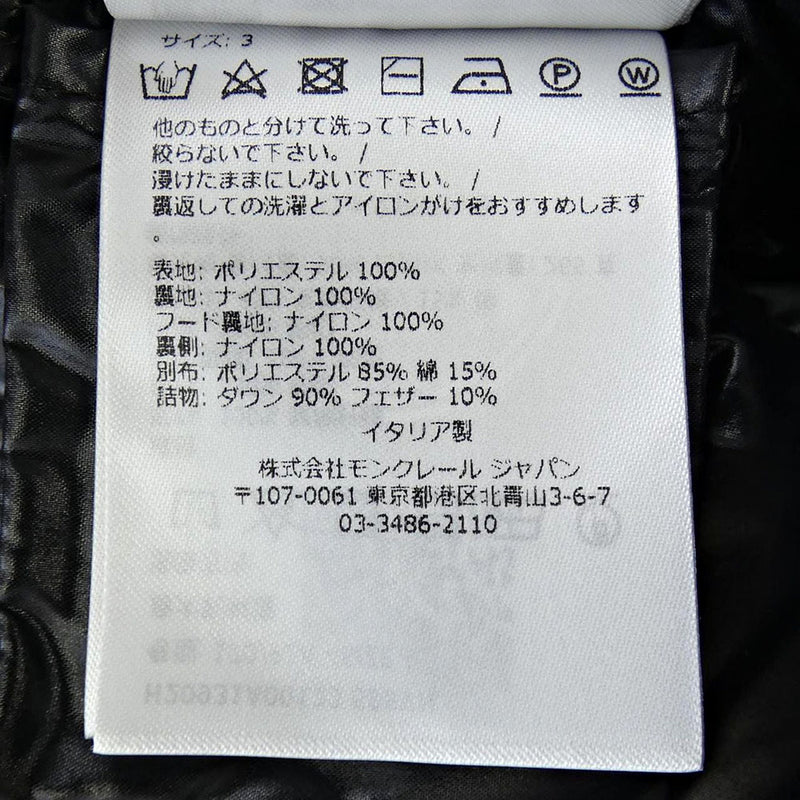 サイズ: 3
P
W
他のものと分けて洗って下さい。 /
絞らないで下さい。 /
浸けたままにしないで下さい。 /
裏返しての洗濯とアイロンがけをおすすめします
。
表地: ポリエステル 100%
裏地: ナイロン 100%
フード裏地: ナイロン 100%
裏側: ナイロン 100%
別布: ポリエステル 85% 綿 15%
詰物: ダウン 90% フェザー 10%
イタリア製
株式会社モンクレール ジャパン
〒107-0061 東京都港区北青山3-6-7
03-3486-2110